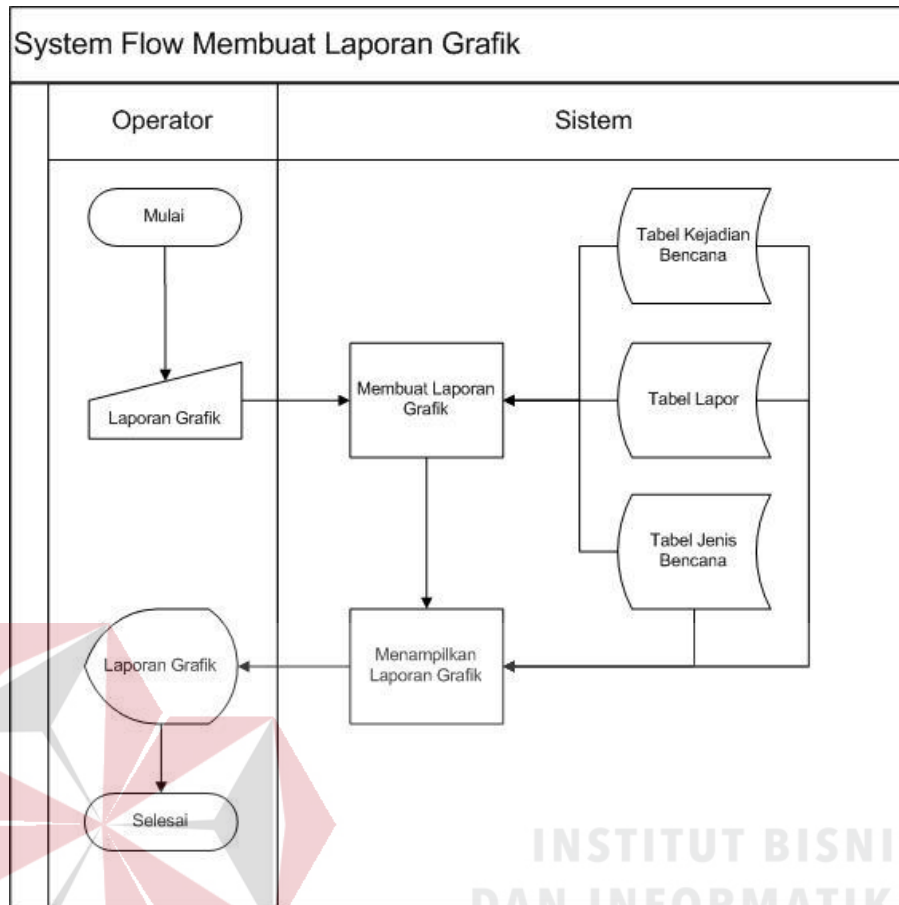 System Flow Membuat Laporan Grafik
Operator
Sistem
Mulai
Tabel Kejadian
Bencana
Laporan Grafik
Membuat Laporan
Grafik
Tabel Lapor
Tabel Jenis
Bencana
Laporan Grafik
Menampilkan
Laporan Grafik
Selesai
INSTITUT BISNI
DAN INFORMATIK